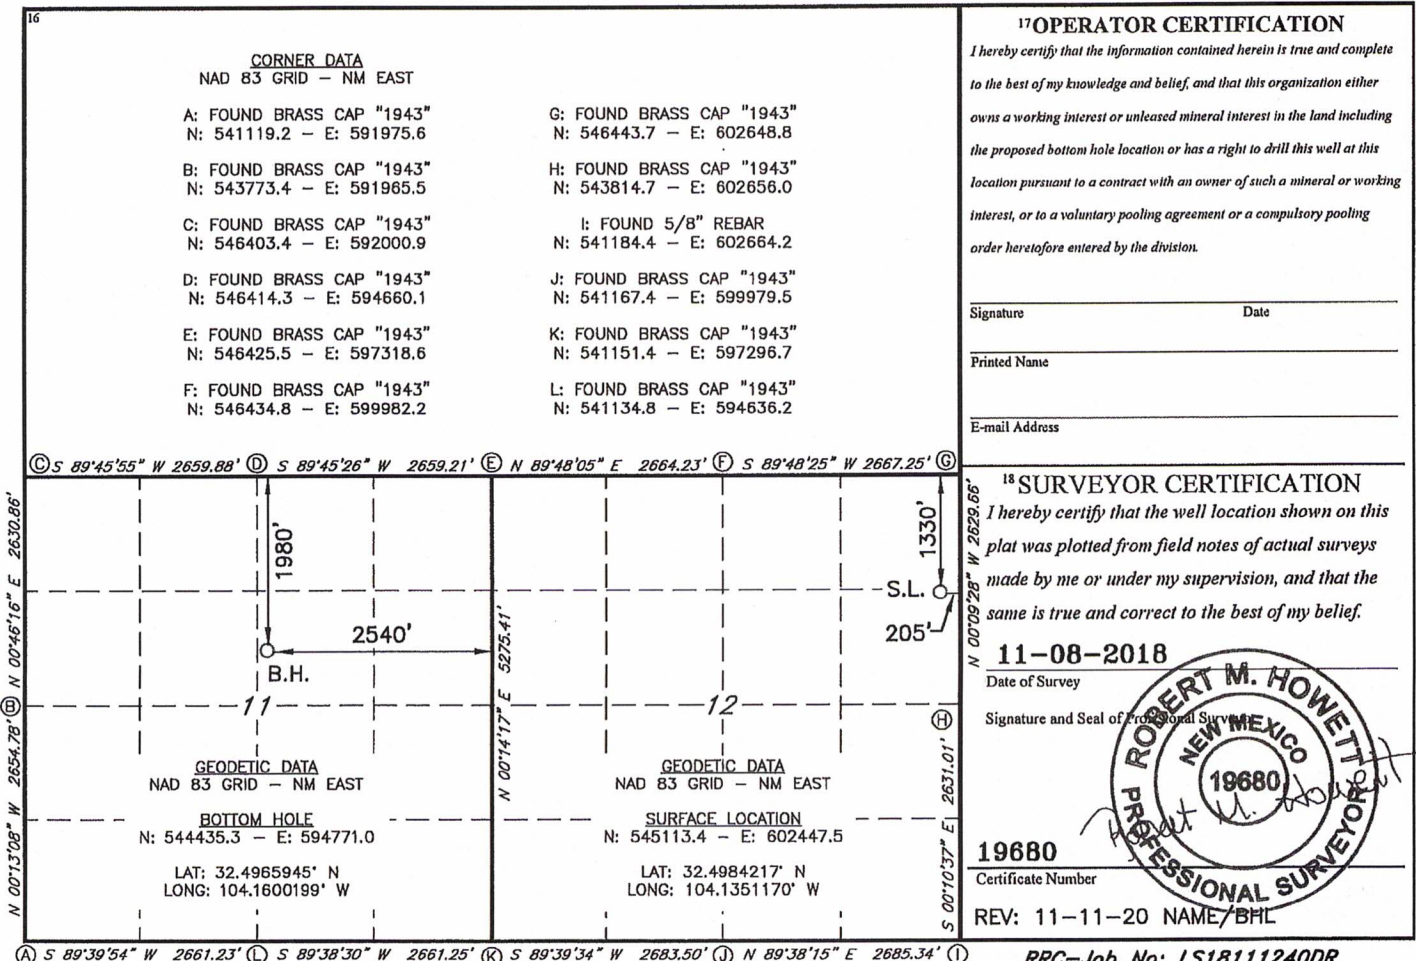 16
CORNER DATA
NAD 83 GRID – NM EAST
A: FOUND BRASS CAP "1943"
N: 541119.2 – E: 591975.6
B: FOUND BRASS CAP "1943"
N: 543773.4 – E: 591965.5
C: FOUND BRASS CAP "1943"
N: 546403.4 – E: 592000.9
D: FOUND BRASS CAP "1943"
N: 546414.3 – E: 594660.1
E: FOUND BRASS CAP "1943"
N: 546425.5 – E: 597318.6
F: FOUND BRASS CAP "1943"
N: 546434.8 – E: 599982.2
G: FOUND BRASS CAP "1943"
N: 546443.7 – E: 602648.8
H: FOUND BRASS CAP "1943"
N: 543814.7 – E: 602656.0
I: FOUND 5/8" REBAR
N: 541184.4 – E: 602664.2
J: FOUND BRASS CAP "1943"
N: 541167.4 – E: 599979.5
K: FOUND BRASS CAP "1943"
N: 541151.4 – E: 597296.7
L: FOUND BRASS CAP "1943"
N: 541134.8 – E: 594636.2
C S 89°45'55" W 2659.88' D S 89°45'26" W 2659.21' E N 89°48'05" E 2664.23' F S 89°48'25" W 2667.25' G
N 00°46'16" E 2630.86'
B
N 00°13'08" W 2654.78'
1980'
2540'
B.H.
11
N 00°14'17" E 5275.41'
1330'
S.L.
205'
12
N 00°09'28" W 2629.66'
H
S 00°10'37" E 2631.01'
GEODETIC DATA
NAD 83 GRID – NM EAST
BOTTOM HOLE
N: 544435.3 – E: 594771.0
LAT: 32.4965945° N
LONG: 104.1600199° W
GEODETIC DATA
NAD 83 GRID – NM EAST
SURFACE LOCATION
N: 545113.4 – E: 602447.5
LAT: 32.4984217° N
LONG: 104.1351170° W
A S 89°39'54" W 2661.23' L S 89°38'30" W 2661.25' K S 89°39'34" W 2683.50' J N 89°38'15" E 2685.34' I
17 OPERATOR CERTIFICATION
I hereby certify that the information contained herein is true and complete
to the best of my knowledge and belief, and that this organization either
owns a working interest or unleased mineral interest in the land including
the proposed bottom hole location or has a right to drill this well at this
location pursuant to a contract with an owner of such a mineral or working
interest, or to a voluntary pooling agreement or a compulsory pooling
order heretofore entered by the division.
Signature Date
Printed Name
E-mail Address
18 SURVEYOR CERTIFICATION
I hereby certify that the well location shown on this
plat was plotted from field notes of actual surveys
made by me or under my supervision, and that the
same is true and correct to the best of my belief.
11-08-2018
Date of Survey
Signature and Seal of Professional Surveyor
ROBERT M. HOWETT
NEW MEXICO
19680
PROFESSIONAL SURVEYOR
Robert M. Howett
19680
Certificate Number
REV: 11-11-20 NAME/BHL
RRC-Job No: LS18111240DR